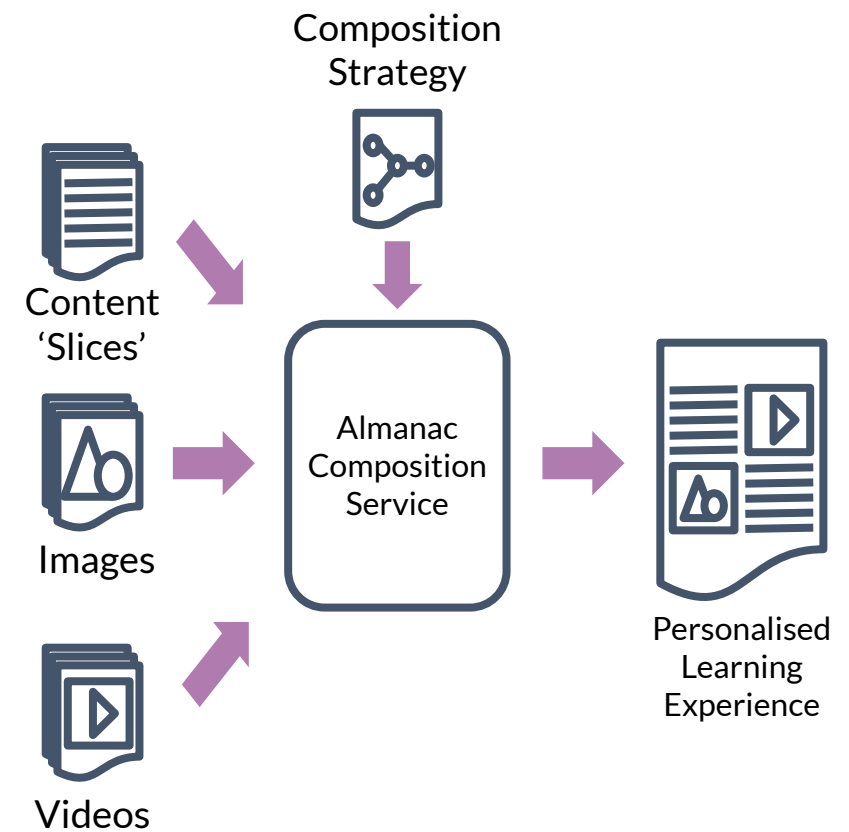 Composition
Strategy
Content
‘Slices’
Images
Videos
Almanac
Composition
Service
Personalised
Learning
Experience